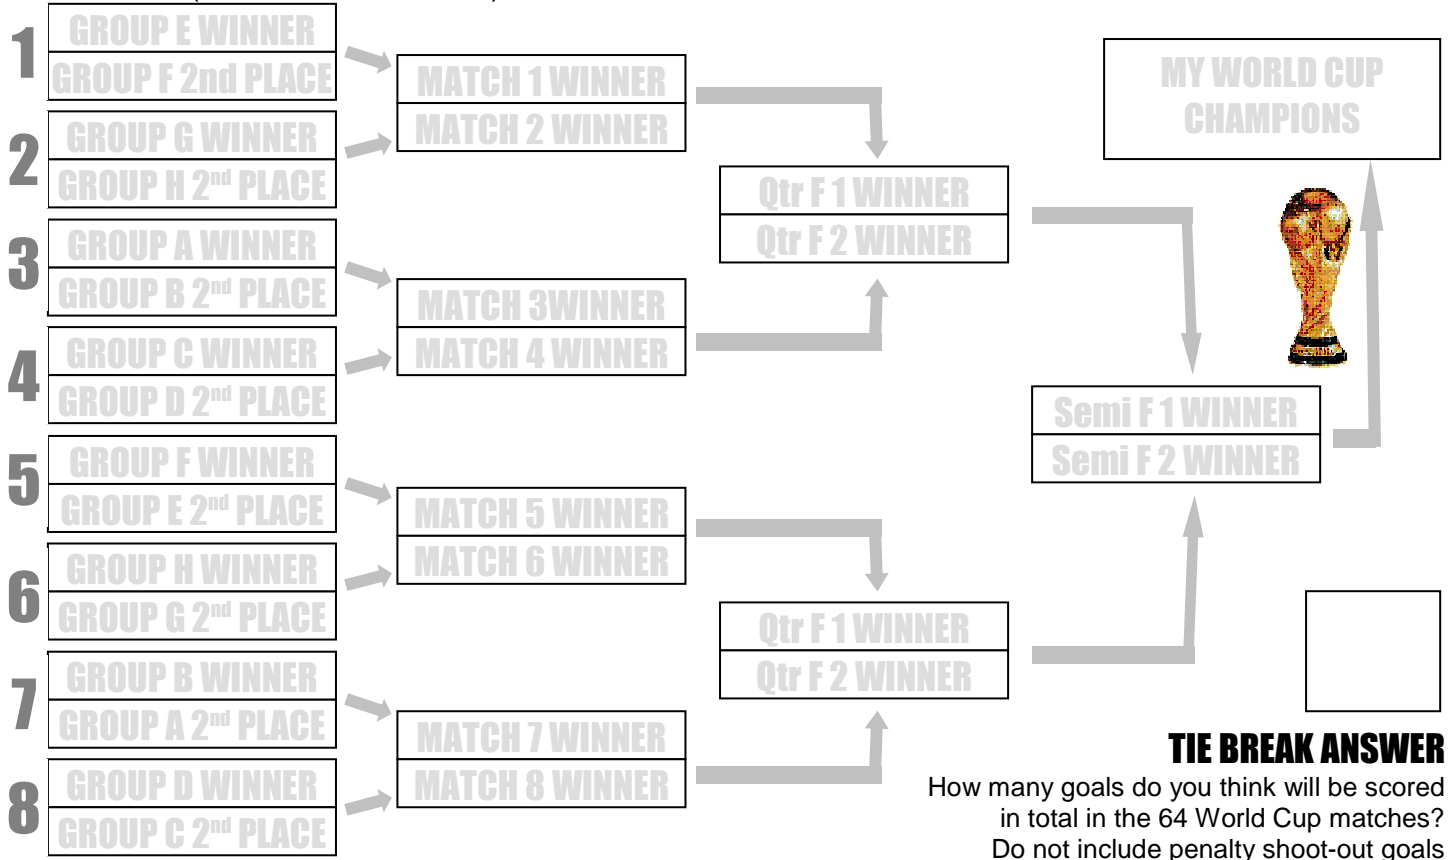 1
GROUP E WINNER
GROUP F 2nd PLACE
2
GROUP G WINNER
GROUP H 2nd PLACE
3
GROUP A WINNER
GROUP B 2nd PLACE
4
GROUP C WINNER
GROUP D 2nd PLACE
5
GROUP F WINNER
GROUP E 2nd PLACE
6
GROUP H WINNER
GROUP G 2nd PLACE
7
GROUP B WINNER
GROUP A 2nd PLACE
8
GROUP D WINNER
GROUP C 2nd PLACE
MATCH 1 WINNER
MATCH 2 WINNER
MATCH 3WINNER
MATCH 4 WINNER
MATCH 5 WINNER
MATCH 6 WINNER
MATCH 7 WINNER
MATCH 8 WINNER
Qtr F 1 WINNER
Qtr F 2 WINNER
Qtr F 1 WINNER
Qtr F 2 WINNER
Semi F 1 WINNER
Semi F 2 WINNER
MY WORLD CUP
CHAMPIONS
TIE BREAK ANSWER
How many goals do you think will be scored
in total in the 64 World Cup matches?
Do not include penalty shoot-out goals